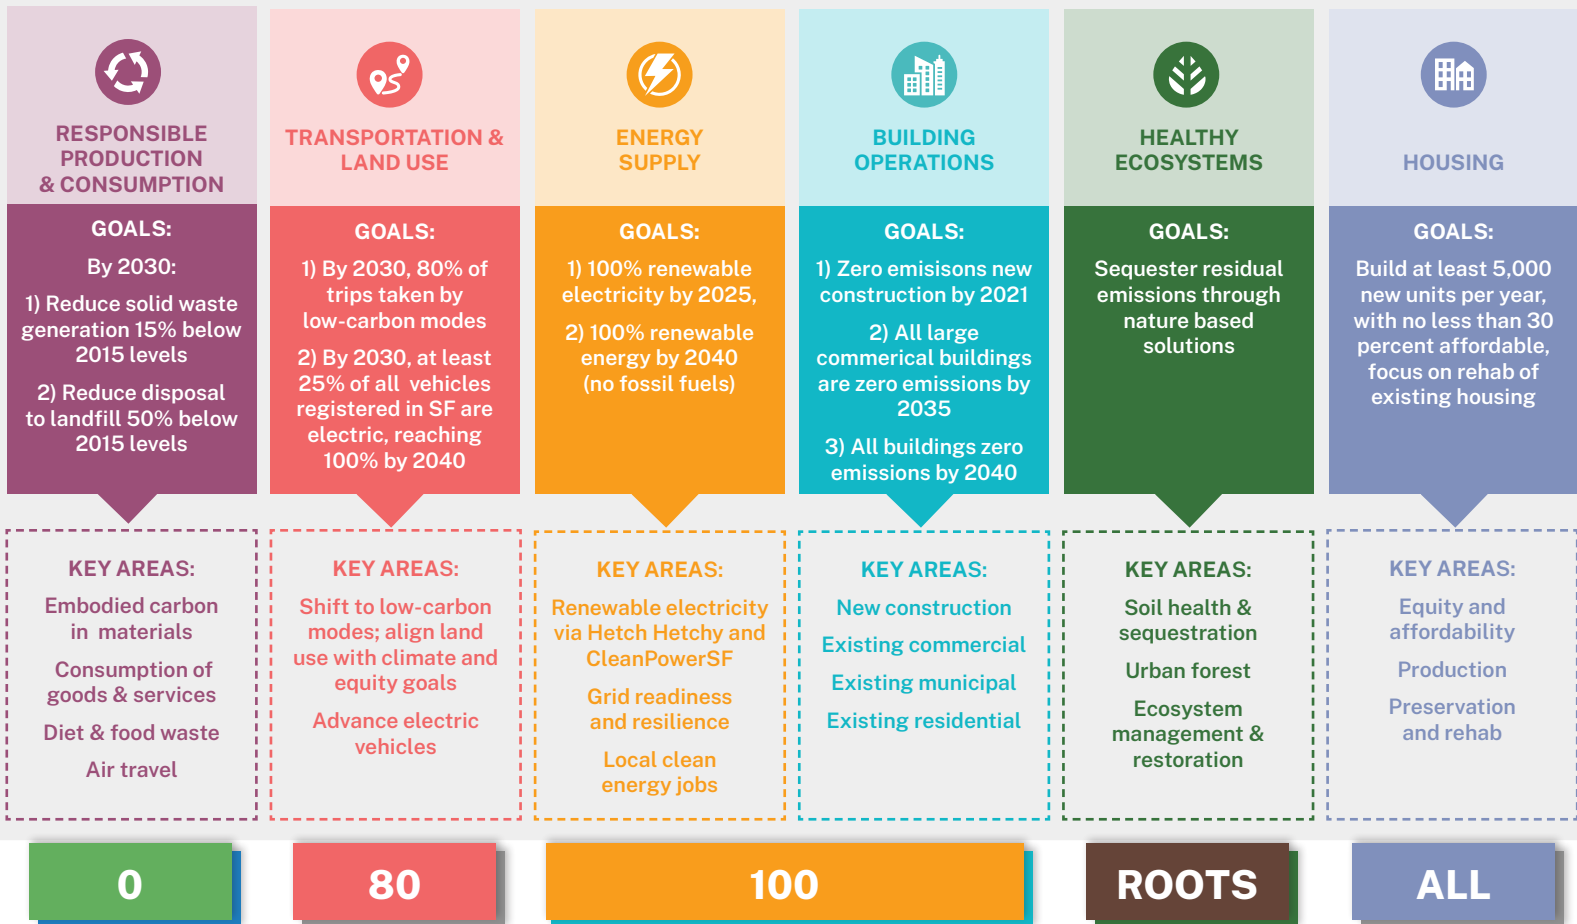 RESPONSIBLE
PRODUCTION
& CONSUMPTION
GOALS:
By 2030:
1) Reduce solid waste
generation 15% below
2015 levels
2) Reduce disposal
to landfill 50% below
2015 levels
KEY AREAS:
Embodied carbon
in materials
Consumption of
goods & services
Diet & food waste
Air travel
0
TRANSPORTATION &
LAND USE
GOALS:
1) By 2030, 80% of
trips taken by
low-carbon modes
2) By 2030, at least
25% of all vehicles
registered in SF are
electric, reaching
100% by 2040
KEY AREAS:
Shift to low-carbon
modes; align land
use with climate and
equity goals
Advance electric
vehicles
80
ENERGY
SUPPLY
GOALS:
1) 100% renewable
electricity by 2025,
2) 100% renewable
energy by 2040
(no fossil fuels)
KEY AREAS:
Renewable electricity
via Hetch Hetchy and
CleanPowerSF
Grid readiness
and resilience
Local clean
energy jobs
BUILDING
OPERATIONS
GOALS:
1) Zero emisisons new
construction by 2021
2) All large
commerical buildings
are zero emissions by
2035
3) All buildings zero
emissions by 2040
KEY AREAS:
New construction
Existing commercial
Existing municipal
Existing residential
100
HEALTHY
ECOSYSTEMS
GOALS:
Sequester residual
emissions through
nature based
solutions
KEY AREAS:
Soil health &
sequestration
Urban forest
Ecosystem
management &
restoration
ROOTS
HOUSING
GOALS:
Build at least 5,000
new units per year,
with no less than 30
percent affordable,
focus on rehab of
existing housing
KEY AREAS:
Equity and
affordability
Production
Preservation
and rehab
ALL